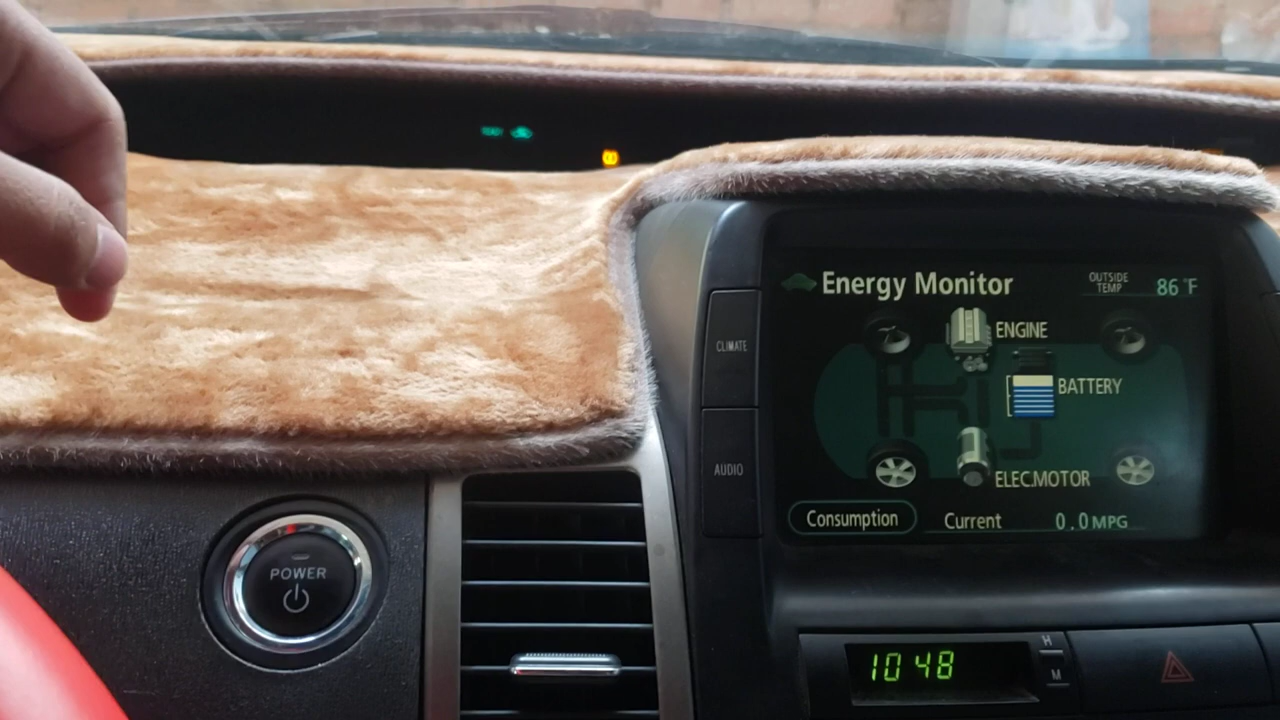 Energy Monitor
OUTSIDE
TEMP
86°F
ENGINE
CLIMATE
BATTERY
AUDIO
ELEC.MOTOR
Consumption
Current
0.0 MPG
POWER
H
10 48
M